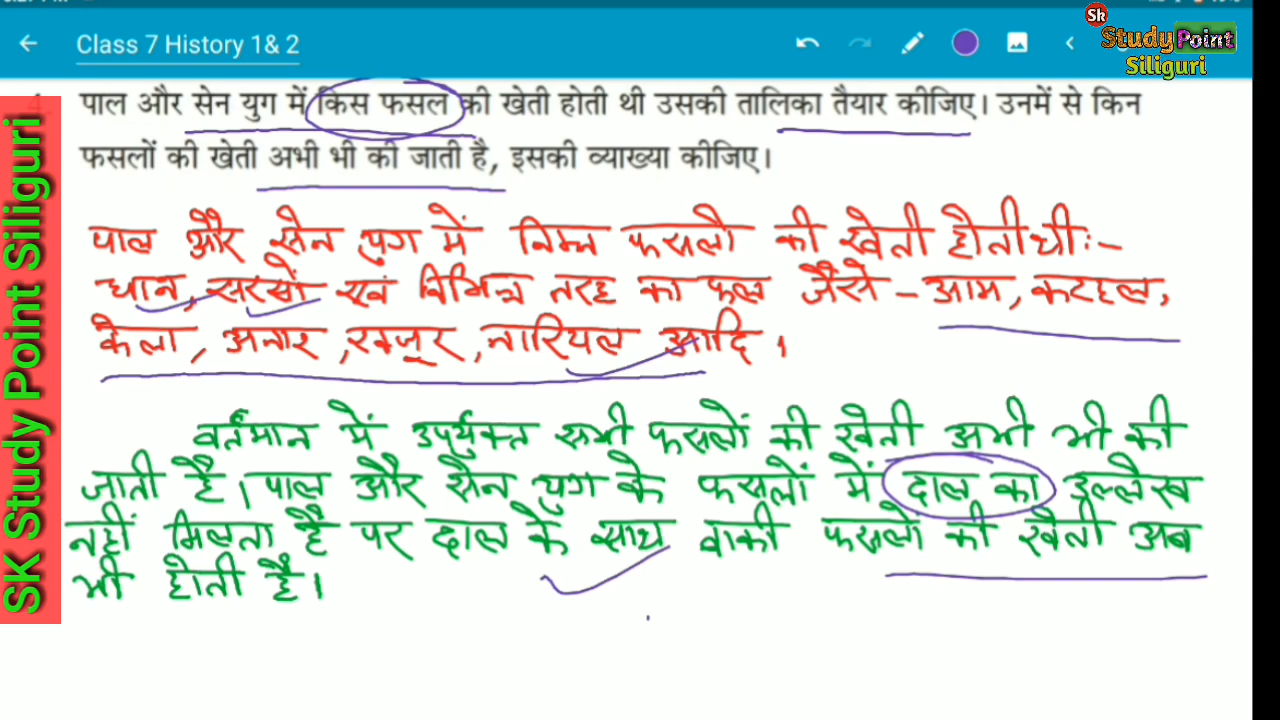 Class 7 History 1& 2
Sk
Study Point
Siliguri
SK Study Point Siliguri
पाल और सेन युग में किस फसल की खेती होती थी उसकी तालिका तैयार कीजिए। उनमें से किन
फसलों की खेती अभी भी की जाती है, इसकी व्याख्या कीजिए।
पाल और सेन युग में निम्न फसलो की खेती होती थी :-
धान, सरसों एवं विभिन्न तरह का फल जैसे - आम, कटहल,
केला, अनार, खजूर, नारियल आदि।
वर्तमान में उपर्युक्त सभी फसलों की खेती अभी भी की
जाती है। पाल और सेन युग के फसलों में दाल का उल्लेख
नहीं मिलता है पर दाल के साथ बाकी फसलों की खेती अब
भी होती है।